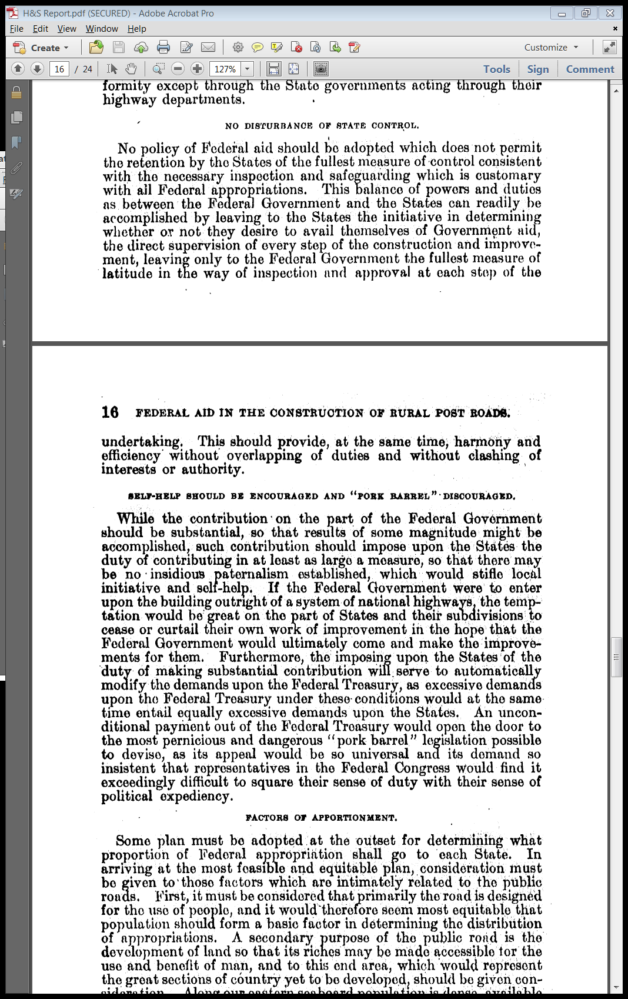 H&S Report.pdf (SECURED) - Adobe Acrobat Pro
File Edit View Window Help
Create Customize
16 / 24 127% Tools Sign Comment
formity except through the State governments acting through their
highway departments.
NO DISTURBANCE OF STATE CONTROL.
No policy of Federal aid should be adopted which does not permit
the retention by the States of the fullest measure of control consistent
with the necessary inspection and safeguarding which is customary
with all Federal appropriations. This balance of powers and duties
as between the Federal Government and the States can readily be
accomplished by leaving to the States the initiative in determining
whether or not they desire to avail themselves of Government aid,
the direct supervision of every step of the construction and improve-
ment, leaving only to the Federal Government the fullest measure of
latitude in the way of inspection and approval at each step of the
16 FEDERAL AID IN THE CONSTRUCTION OF RURAL POST ROADS.
undertaking. This should provide, at the same time, harmony and
efficiency without overlapping of duties and without clashing of
interests or authority.
SELF-HELP SHOULD BE ENCOURAGED AND "PORK BARREL" DISCOURAGED.
While the contribution on the part of the Federal Government
should be substantial, so that results of some magnitude might be
accomplished, such contribution should impose upon the States the
duty of contributing in at least as large a measure, so that there may
be no insidious paternalism established, which would stifle local
initiative and self-help. If the Federal Government were to enter
upon the building outright of a system of national highways, the temp-
tation would be great on the part of States and their subdivisions to
cease or curtail their own work of improvement in the hope that the
Federal Government would ultimately come and make the improve-
ments for them. Furthermore, the imposing upon the States of the
duty of making substantial contribution will serve to automatically
modify the demands upon the Federal Treasury, as excessive demands
upon the Federal Treasury under these conditions would at the same
time entail equally excessive demands upon the States. An uncon-
ditional payment out of the Federal Treasury would open the door to
the most pernicious and dangerous "pork barrel" legislation possible
to devise, as its appeal would be so universal and its demand so
insistent that representatives in the Federal Congress would find it
exceedingly difficult to square their sense of duty with their sense of
political expediency.
FACTORS OF APPORTIONMENT.
Some plan must be adopted at the outset for determining what
proportion of Federal appropriation shall go to each State. In
arriving at the most feasible and equitable plan, consideration must
be given to those factors which are intimately related to the public
roads. First, it must be considered that primarily the road is designed
for the use of people, and it would therefore seem most equitable that
population should form a basic factor in determining the distribution
of appropriations. A secondary purpose of the public road is the
development of land so that its riches may be made accessible for the
use and benefit of man, and to this end area, which would represent
the great sections of country yet to be developed, should be given con-
sideration. Along our eastern seaboard population is dense, available